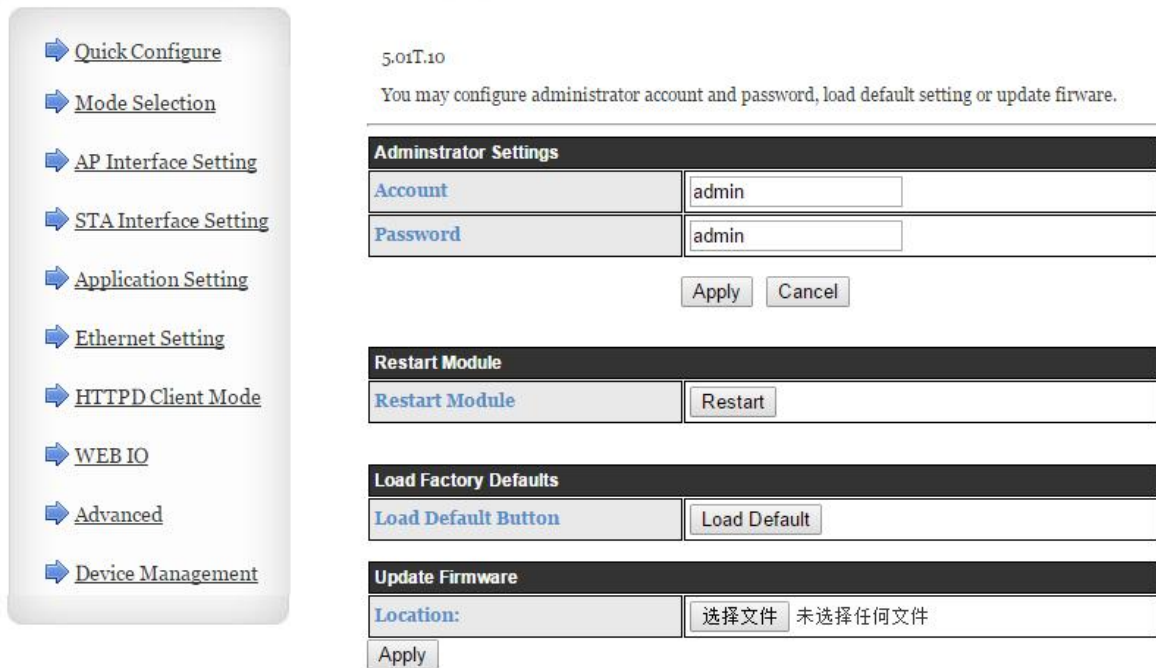 Quick Configure
Mode Selection
AP Interface Setting
STA Interface Setting
Application Setting
Ethernet Setting
HTTPD Client Mode
WEB IO
Advanced
Device Management
5.01T.10
You may configure administrator account and password, load default setting or update firware.
Adminstrator Settings
Account admin
Password admin
Apply Cancel
Restart Module
Restart Module Restart
Load Factory Defaults
Load Default Button Load Default
Update Firmware
Location: 选择文件 未选择任何文件
Apply